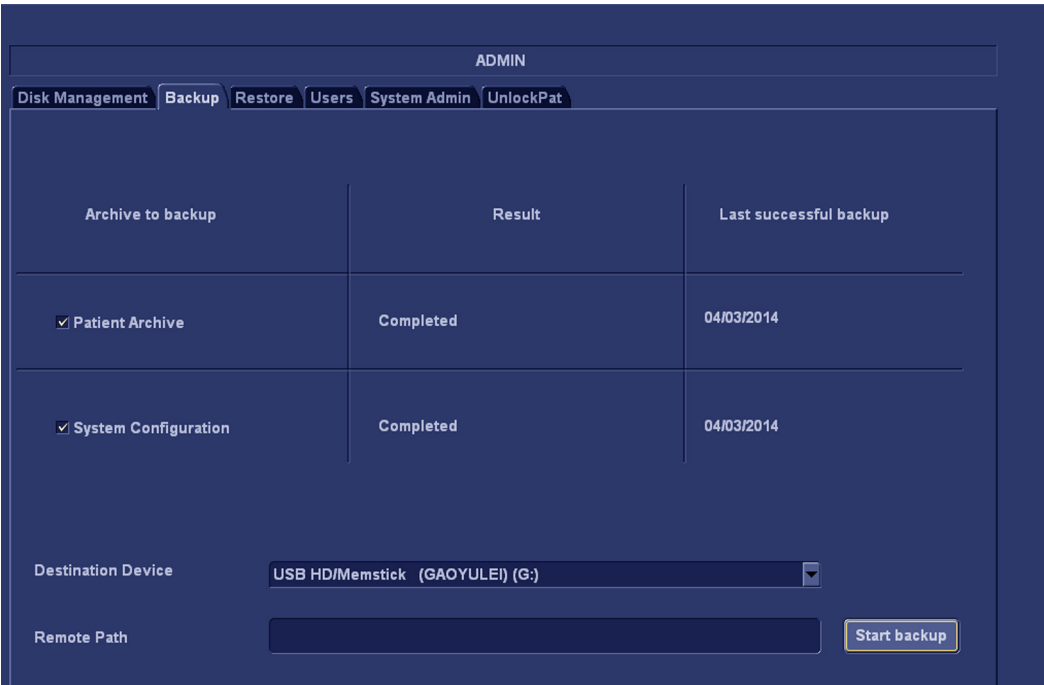 ADMIN
Disk Management Backup Restore Users System Admin UnlockPat
Archive to backup Result Last successful backup
Patient Archive Completed 04/03/2014
System Configuration Completed 04/03/2014
Destination Device USB HD/Memstick (GAOYULEI) (G:)
Remote Path Start backup